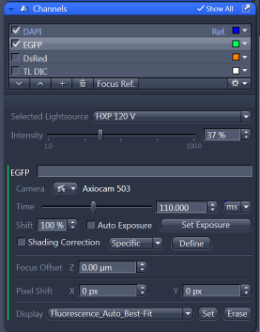 Channels Show All
DAPI Ref.
EGFP
DsRed
TL DIC
Focus Ref.
Selected Lightsource HXP 120 V
Intensity 37 %
1.0 100.0
EGFP
Camera Axiocam 503
Time 110.000 ms
Shift 100 % Auto Exposure Set Exposure
Shading Correction Specific Define
Focus Offset Z 0.00 µm
Pixel Shift X 0 px Y 0 px
Display Fluorescence_Auto_Best-Fit Set Erase